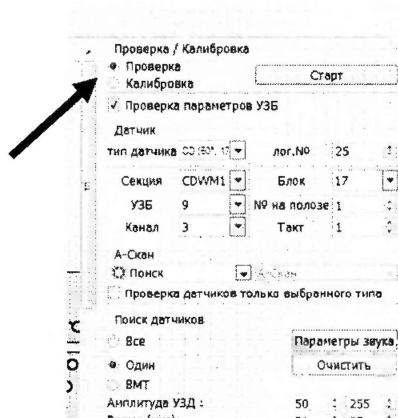 Проверка / Калибровка
Проверка
Калибровка
Старт
Проверка параметров УЗБ
Датчик
тип датчика лог.№ 25
Секция CDWM1 Блок 17
УЗБ 9 № на полозе 1
Канал 3 Такт 1
А-Скан
Поиск А-Скан
Проверка датчиков только выбранного типа
Поиск датчиков
Все Параметры звука
Один Очистить
ВМТ
Амплитуда УЗД : 50 255